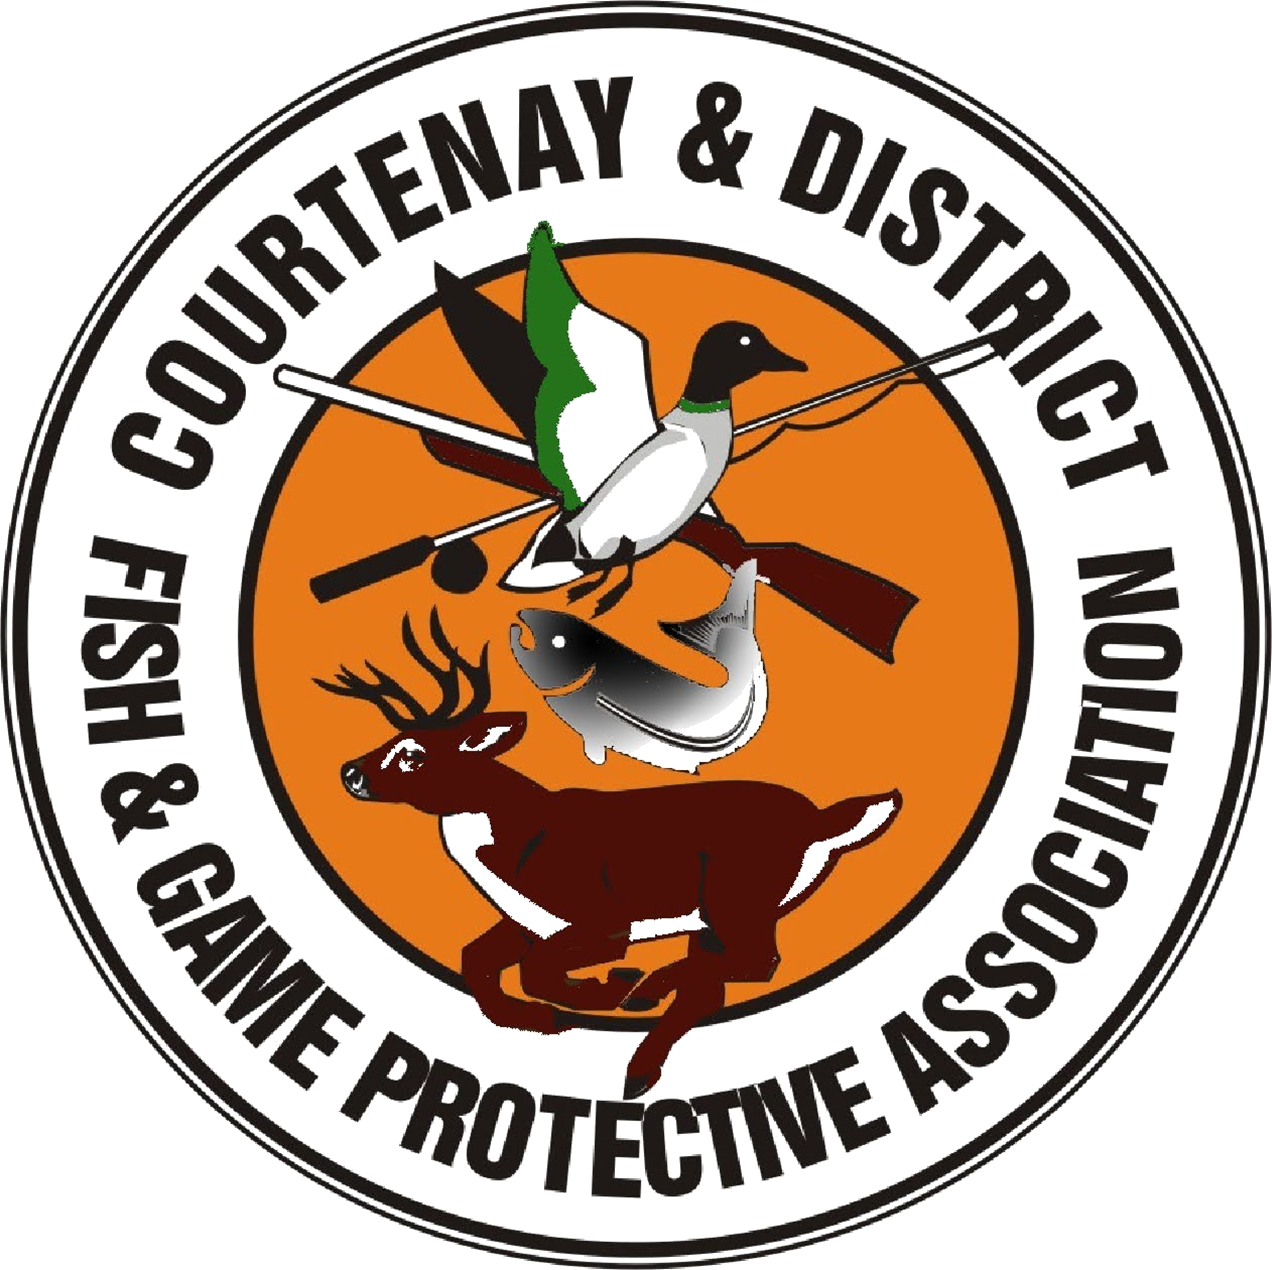 COURTENAY & DISTRICT
FISH & GAME PROTECTIVE ASSOCIATION